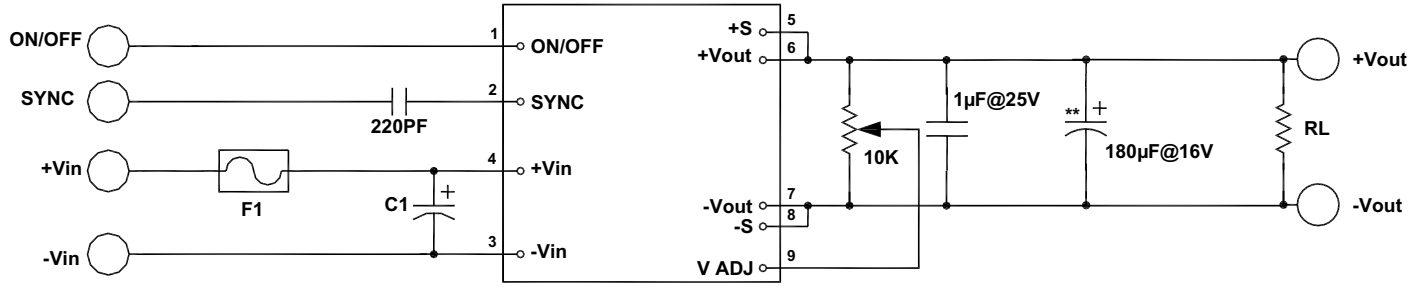 ON/OFF
1
ON/OFF
SYNC
220PF
2
SYNC
+Vin
F1
4
+Vin
C1
+
-Vin
3
-Vin
+S
5
+Vout
6
10K
1µF@25V
**
+
180µF@16V
RL
+Vout
-Vout
7
-S
8
V ADJ
9
-Vout